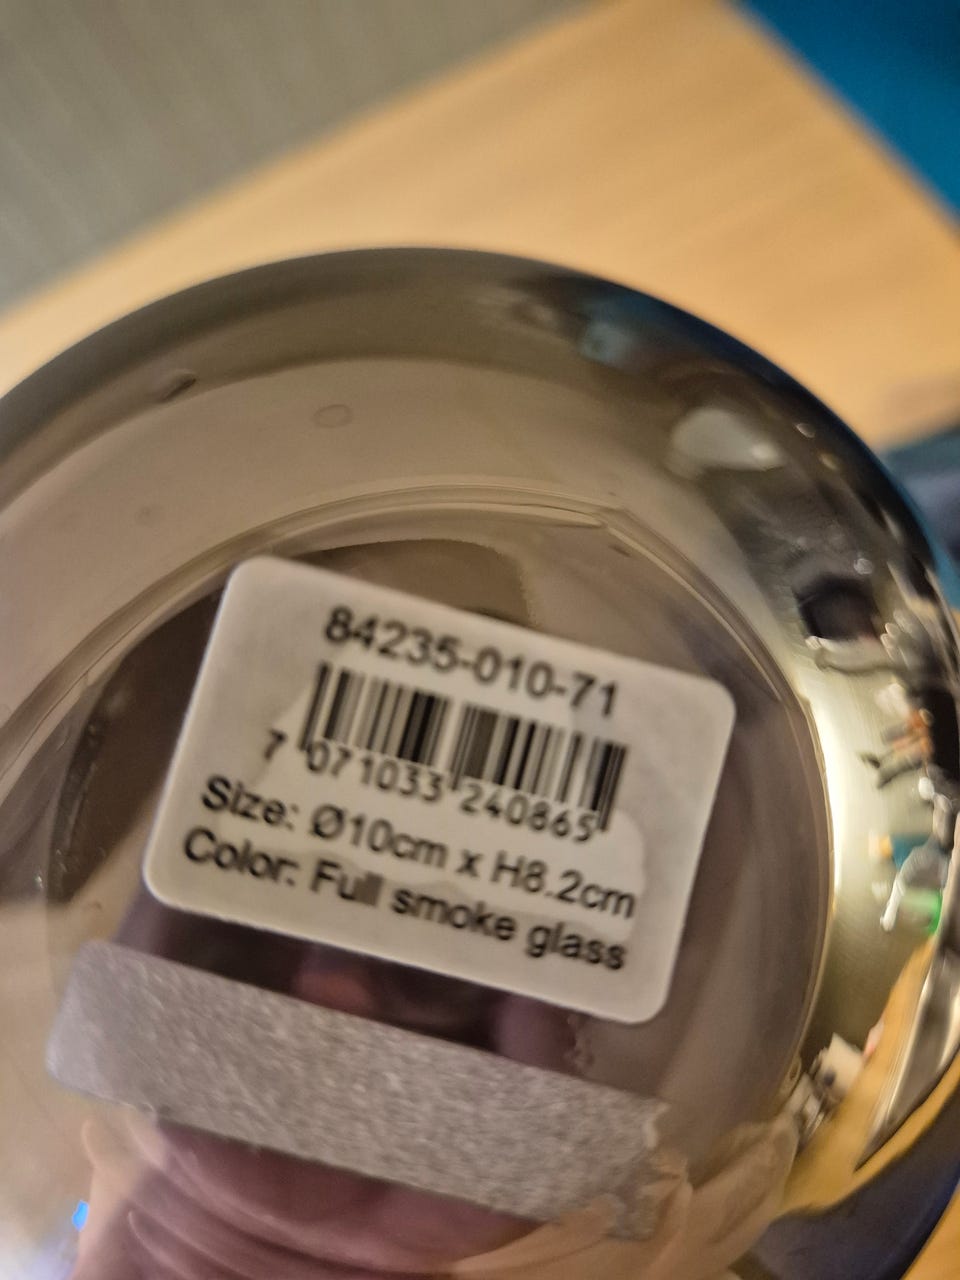 84235-010-71
7 071033 240865
Size: Ø10cm x H8.2cm
Color: Full smoke glass